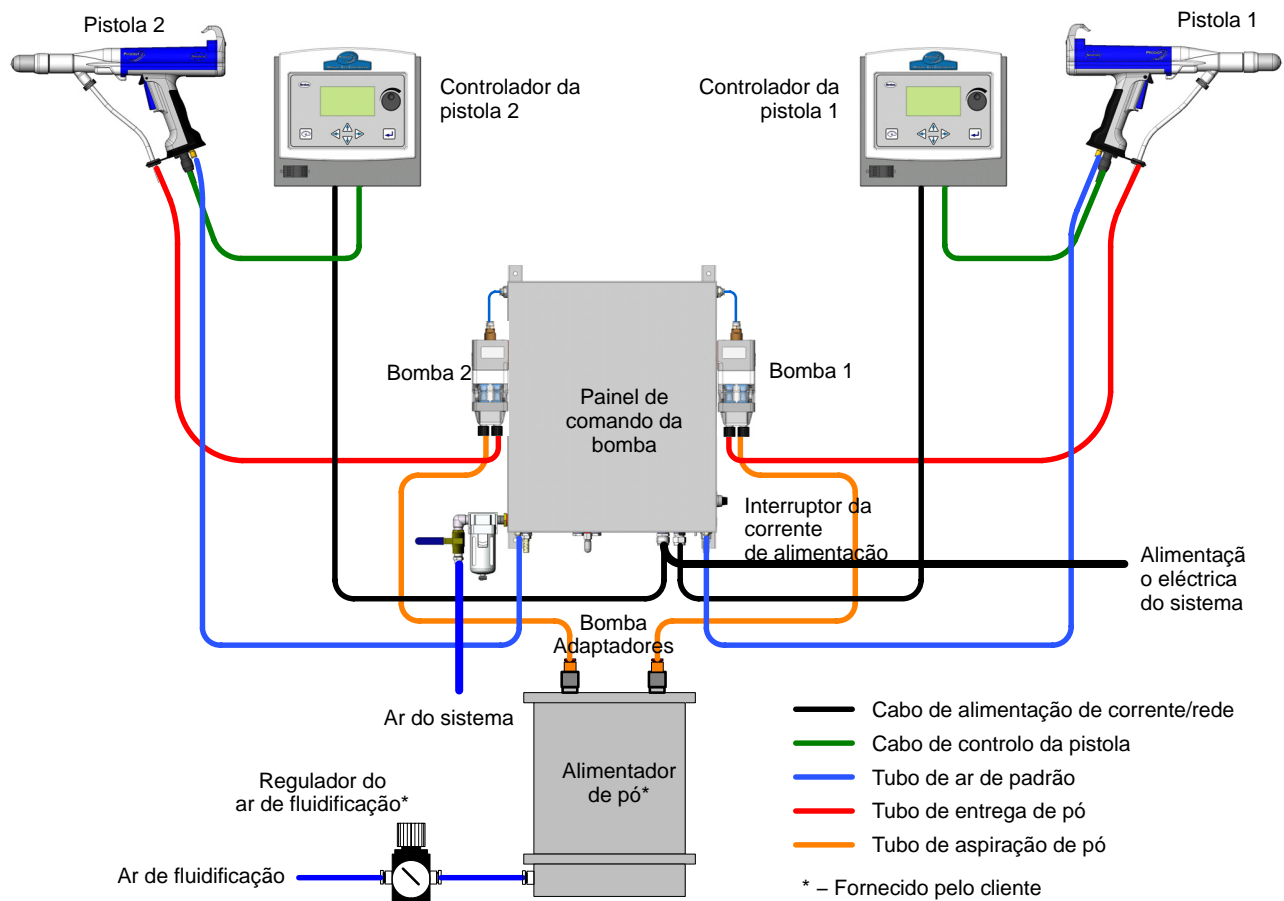 Pistola 2
Pistola 1
Controlador da
pistola 2
Controlador da
pistola 1
Bomba 2
Bomba 1
Painel de
comando da
bomba
Interruptor da
corrente
de alimentação
Alimentaçã
o eléctrica
do sistema
Bomba
Adaptadores
Ar do sistema
Cabo de alimentação de corrente/rede
Cabo de controlo da pistola
Tubo de ar de padrão
Tubo de entrega de pó
Tubo de aspiração de pó
* – Fornecido pelo cliente
Regulador do
ar de fluidificação*
Alimentador
de pó*
Ar de fluidificação